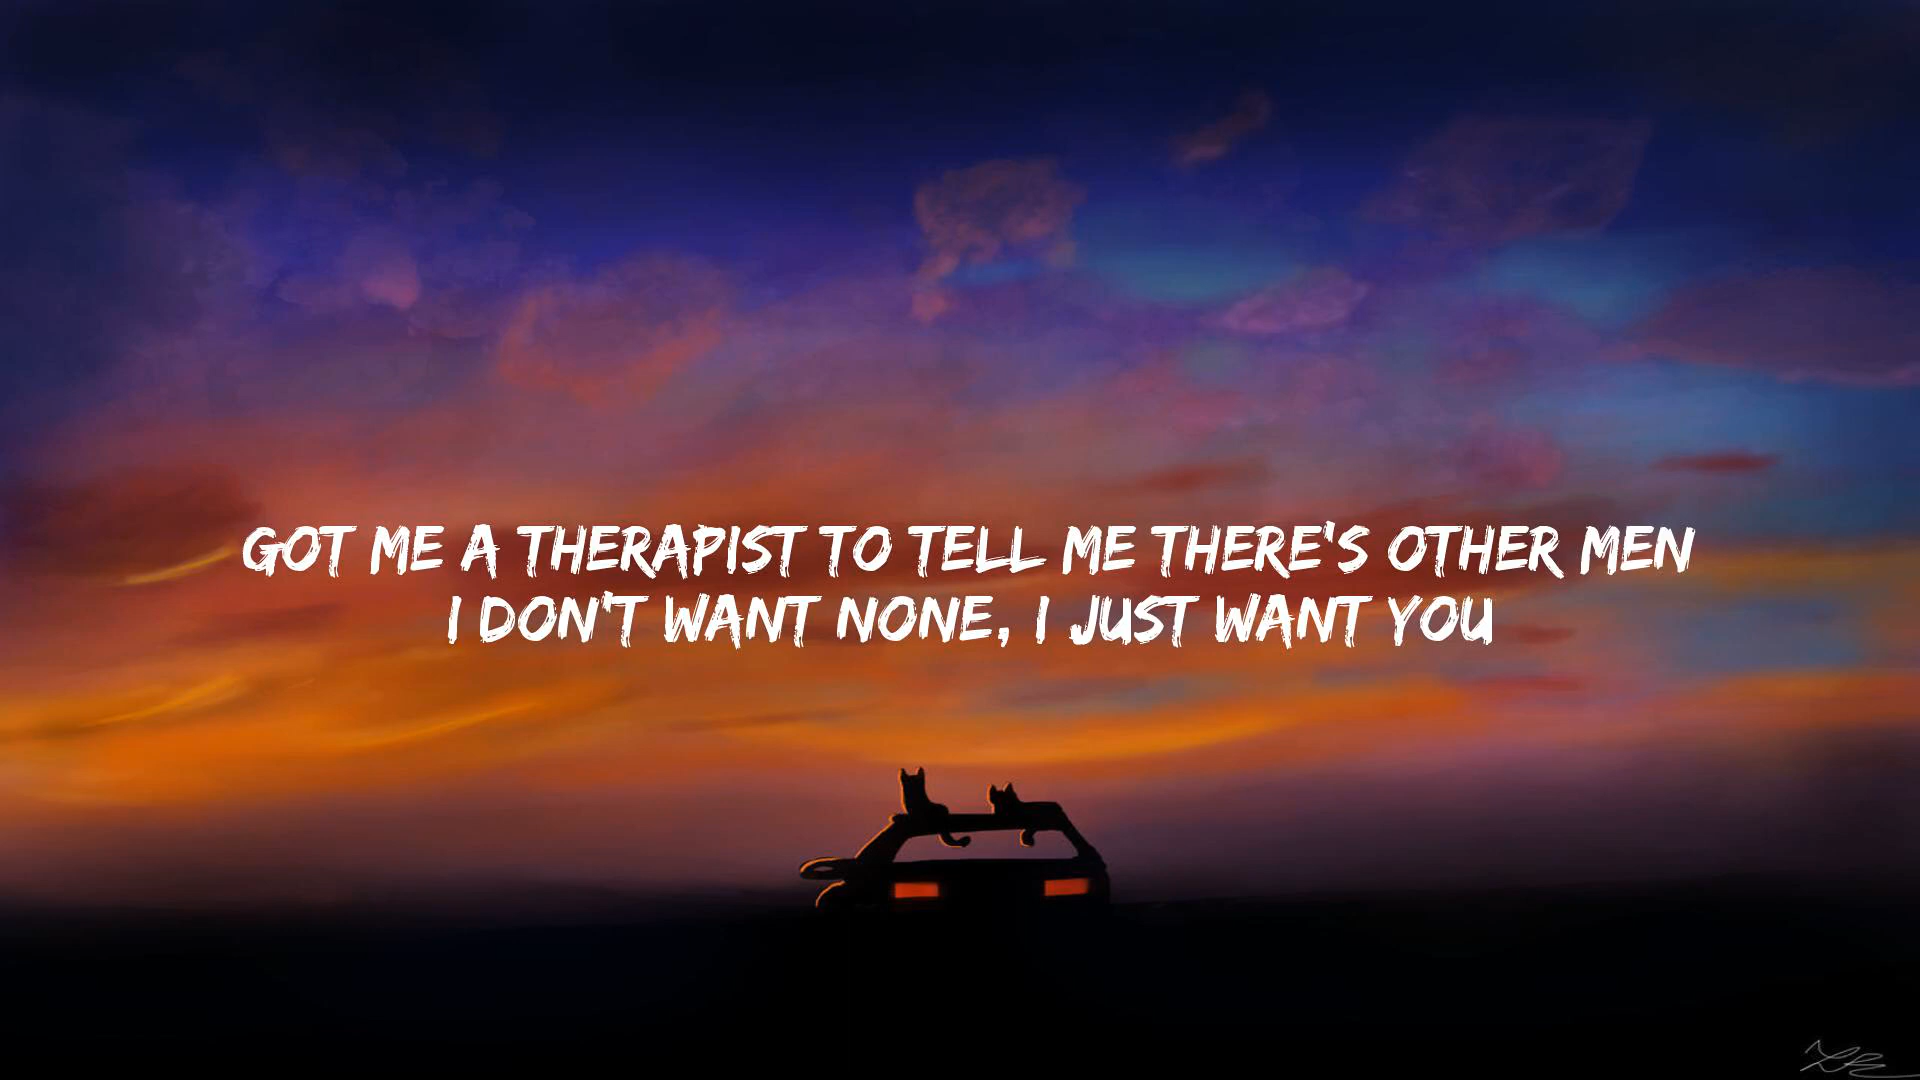 GOT ME A THERAPIST TO TELL ME THERE'S OTHER MEN
I DON'T WANT NONE, I JUST WANT YOU